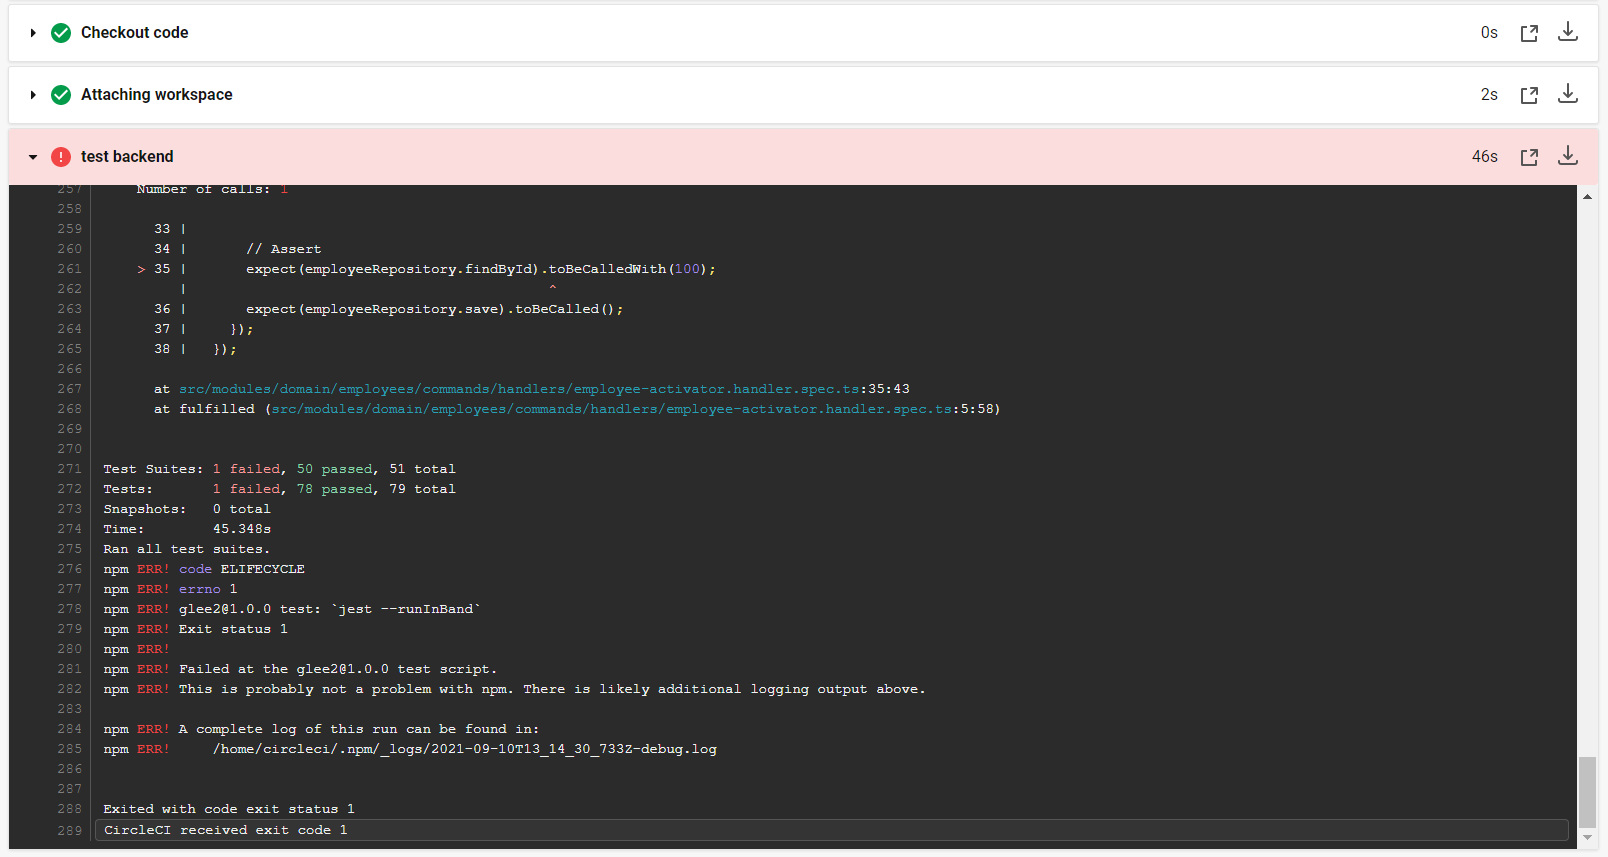 Checkout code 0s
Attaching workspace 2s
test backend 46s
257 Number of calls: 1
258
259 33 |
260 34 | // Assert
261 > 35 | expect(employeeRepository.findById).toBeCalledWith(100);
262 | ^
263 36 | expect(employeeRepository.save).toBeCalled();
264 37 | });
265 38 | });
266
267 at src/modules/domain/employees/commands/handlers/employee-activator.handler.spec.ts:35:43
268 at fulfilled (src/modules/domain/employees/commands/handlers/employee-activator.handler.spec.ts:5:58)
269
270
271 Test Suites: 1 failed, 50 passed, 51 total
272 Tests: 1 failed, 78 passed, 79 total
273 Snapshots: 0 total
274 Time: 45.348s
275 Ran all test suites.
276 npm ERR! code ELIFECYCLE
277 npm ERR! errno 1
278 npm ERR! glee2@1.0.0 test: `jest --runInBand`
279 npm ERR! Exit status 1
280 npm ERR!
281 npm ERR! Failed at the glee2@1.0.0 test script.
282 npm ERR! This is probably not a problem with npm. There is likely additional logging output above.
283
284 npm ERR! A complete log of this run can be found in:
285 npm ERR! /home/circleci/.npm/_logs/2021-09-10T13_14_30_733Z-debug.log
286
287
288 Exited with code exit status 1
289 CircleCI received exit code 1